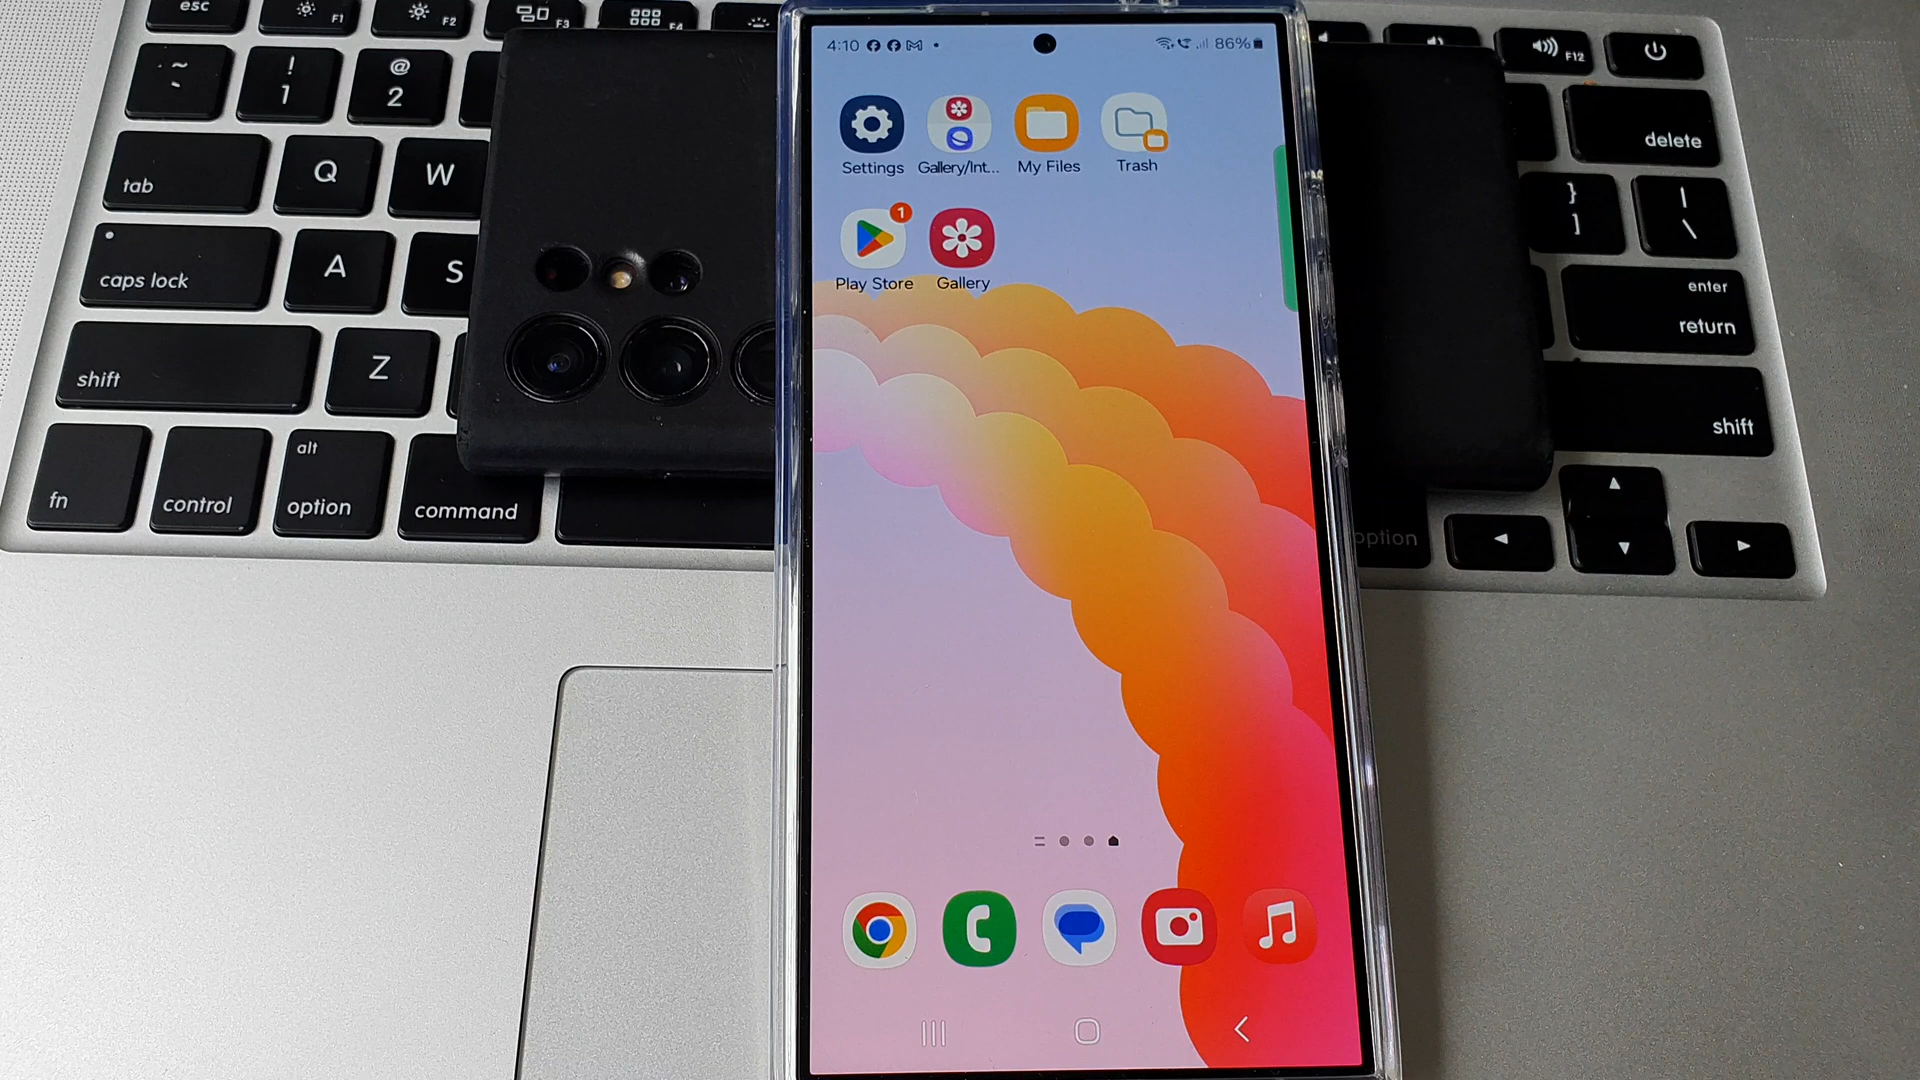 esc
F1
F2
F3
F4
F12
~
`
!
1
@
2
delete
tab
Q
W
}
]
|
\
caps lock
A
S
enter
return
shift
Z
shift
fn
control
alt
option
command
option
4:10
86%
Settings
Gallery/Int...
My Files
Trash
1
Play Store
Gallery